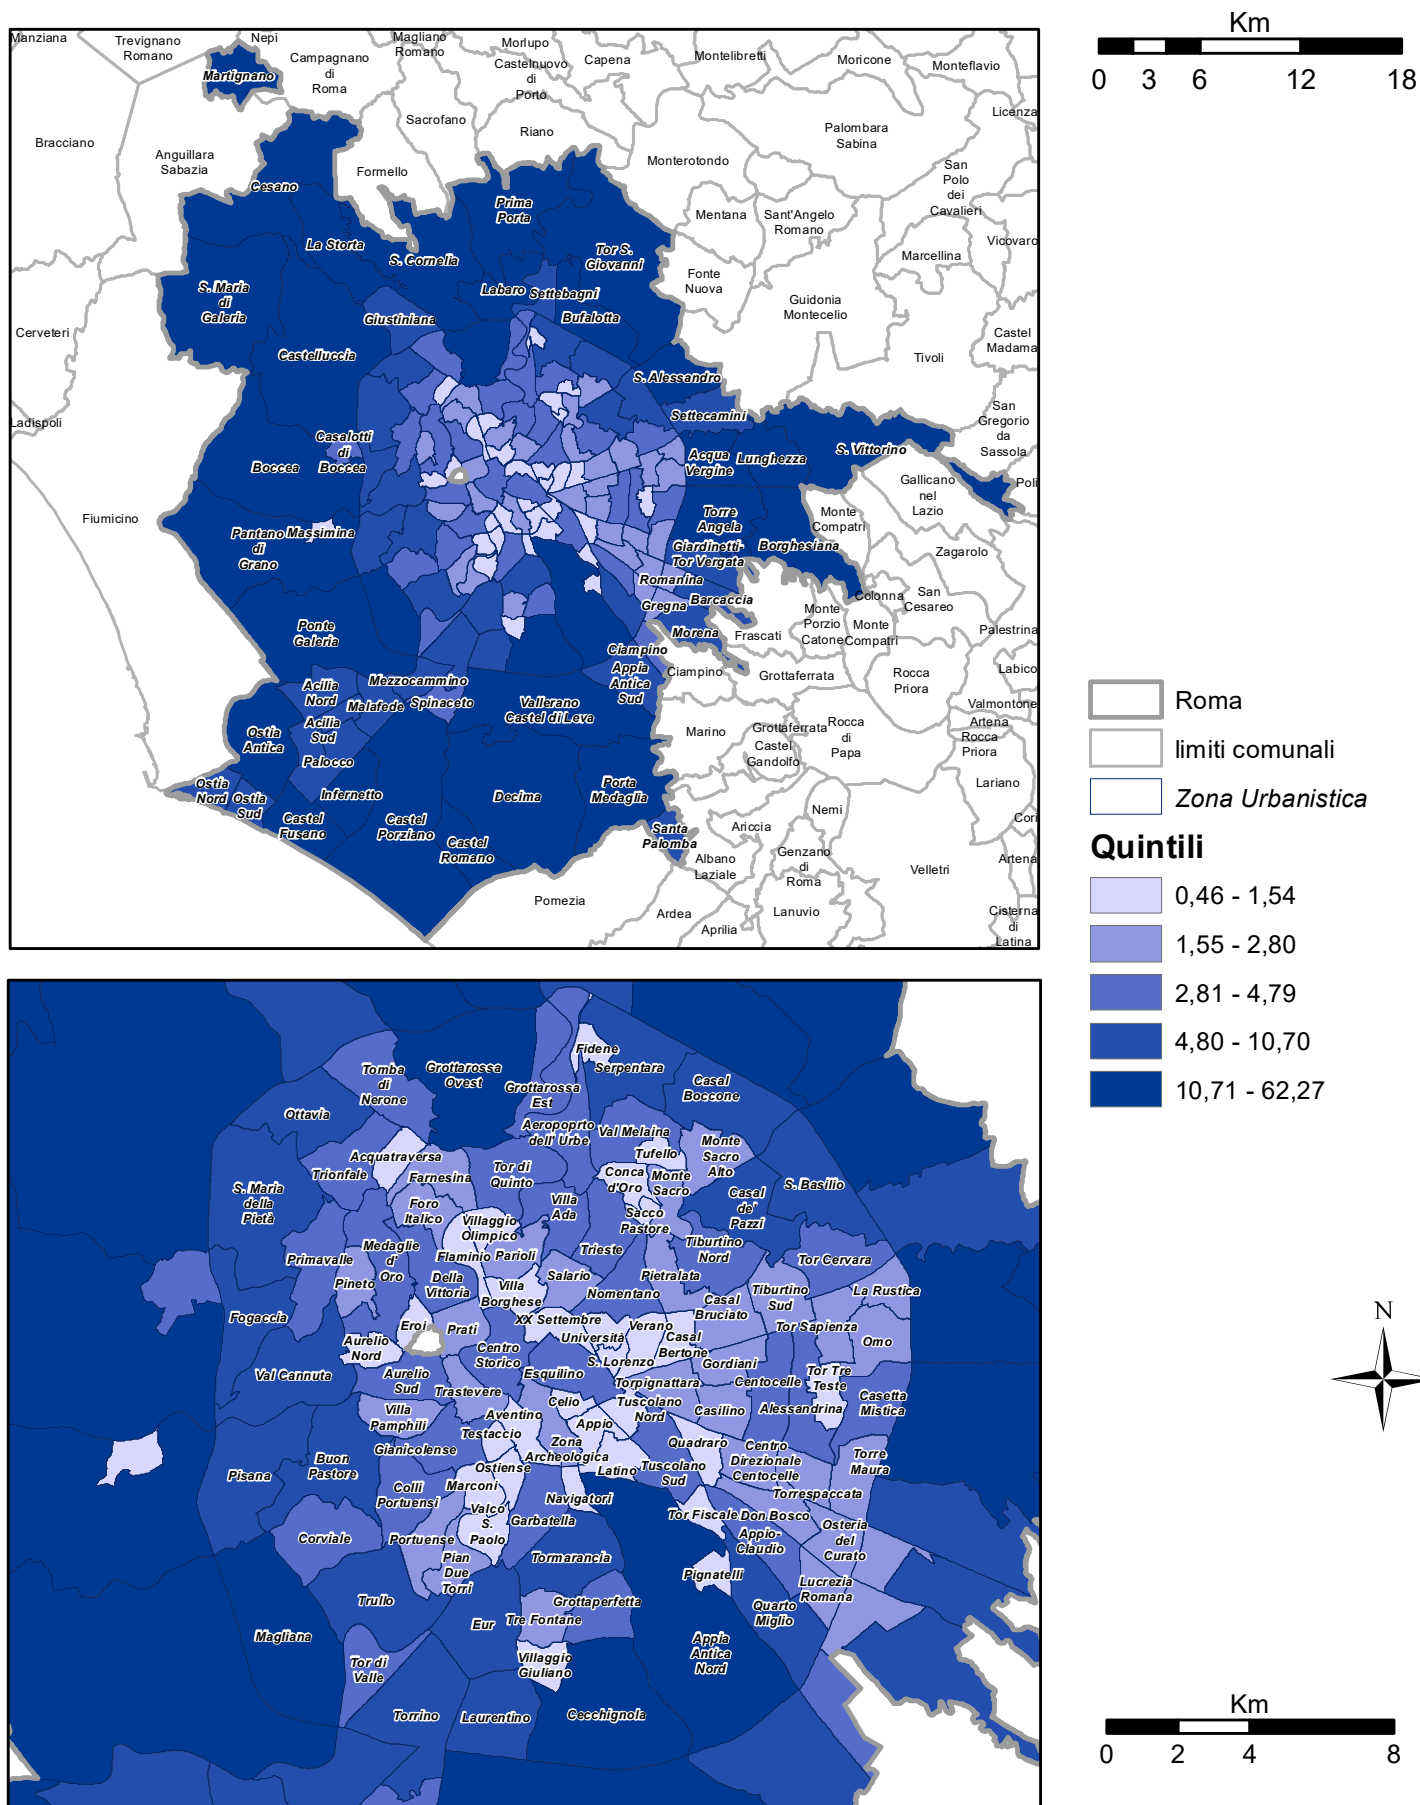 Manziana
Trevignano
Romano
Nepi
Magliano
Romano
Morlupo
Castelnuovo
di
Porto
Capena
Montelibretti
Moricone
Monteflavio
Martignano
Campagnano
di
Roma
Licenza
Bracciano
Anguillara
Sabazia
Sacrofano
Riano
Palombara
Sabina
Formello
Monterotondo
San
Polo
dei
Cavalieri
Cesano
Prima
Porta
Mentana
Sant'Angelo
Romano
La Storta
S. Cornelia
Tor S.
Giovanni
Marcellina
Vicovaro
S. Maria
di
Galeria
Labaro
Settebagni
Fonte
Nuova
Guidonia
Montecelio
Giustiniana
Bufalotta
Cerveteri
Castelluccia
Castel
Madama
Tivoli
S. Alessandro
Ladispoli
Settecamini
San
Gregorio
da
Sassola
Casalotti
di
Boccea
Boccea
Acqua
Vergine
Lunghezza
S. Vittorino
Gallicano
nel
Lazio
Poli
Fiumicino
Pantano
di
Grano
Massimina
Torre
Angela
Monte
Compatri
Giardinetti-
Tor Vergata
Borghesiana
Zagarolo
Romanina
Colonna
San
Cesareo
Gregna
Barcaccia
Monte
Porzio
Catone
Monte
Compatri
Palestrina
Ponte
Galeria
Morena
Frascati
Ciampino
Ciampino
Grottaferrata
Rocca
Priora
Labico
Appia
Antica
Sud
Acilia
Nord
Mezzocammino
Malafede
Spinaceto
Vallerano
Castel di Leva
Valmontone
Artena
Rocca
Priora
Marino
Grottaferrata
Castel
Gandolfo
Rocca
di
Papa
Ostia
Antica
Acilia
Sud
Palocco
Lariano
Ostia
Nord
Ostia
Sud
Infernetto
Decima
Porta
Medaglia
Nemi
Cori
Castel
Fusano
Castel
Porziano
Castel
Romano
Santa
Palomba
Ariccia
Genzano
di
Roma
Albano
Laziale
Velletri
Artena
Pomezia
Ardea
Aprilia
Lanuvio
Cisterna
di
Latina
Km
0 3 6 12 18
Roma
limiti comunali
Zona Urbanistica
Quintili
0,46 - 1,54
1,55 - 2,80
2,81 - 4,79
4,80 - 10,70
10,71 - 62,27
Fidene
Serpentara
Tomba
di
Nerone
Grottarossa
Ovest
Grottarossa
Est
Casal
Boccone
Ottavia
Aeropoprto
dell' Urbe
Val Melaina
Tufello
Monte
Sacro
Alto
Acquatraversa
Trionfale
Farnesina
Tor di
Quinto
Conca
d'Oro
Monte
Sacro
S. Basilio
S. Maria
della
Pietà
Foro
Italico
Villa
Ada
Sacco
Pastore
Casal
de'
Pazzi
Villaggio
Olimpico
Primavalle
Medaglie
d'
Oro
Flaminio
Parioli
Trieste
Tiburtino
Nord
Tor Cervara
Pineto
Della
Vittoria
Villa
Borghese
Salario
Nomentano
Pietralata
Tiburtino
Sud
La Rustica
Fogaccia
Eroi
Prati
XX Settembre
Università
Verano
Casal
Bruciato
Tor Sapienza
Omo
Aurelio
Nord
Centro
Storico
Casal
Bertone
S. Lorenzo
Gordiani
Val Cannuta
Aurelio
Sud
Esquilino
Torpignattara
Centocelle
Tor Tre
Teste
Trastevere
Celio
Tuscolano
Nord
Casilino
Alessandrina
Casetta
Mistica
Villa
Pamphili
Aventino
Testaccio
Appio
Gianicolense
Zona
Archeologica
Latino
Quadraro
Centro
Direzionale
Centocelle
Torre
Maura
Pisana
Buon
Pastore
Ostiense
Tuscolano
Sud
Colli
Portuensi
Marconi
Navigatori
Torrespaccata
Valco
S.
Paolo
Garbatella
Tor Fiscale
Don Bosco
Appio-
Claudio
Osteria
del
Curato
Corviale
Portuense
Pian
Due
Torri
Tormarancia
Pignatelli
Lucrezia
Romana
Trullo
Grottaperfetta
Quarto
Miglio
Magliana
Eur
Tre Fontane
Appia
Antica
Nord
Tor di
Valle
Villaggio
Giuliano
Torrino
Laurentino
Cecchignola
N
Km
0 2 4 8